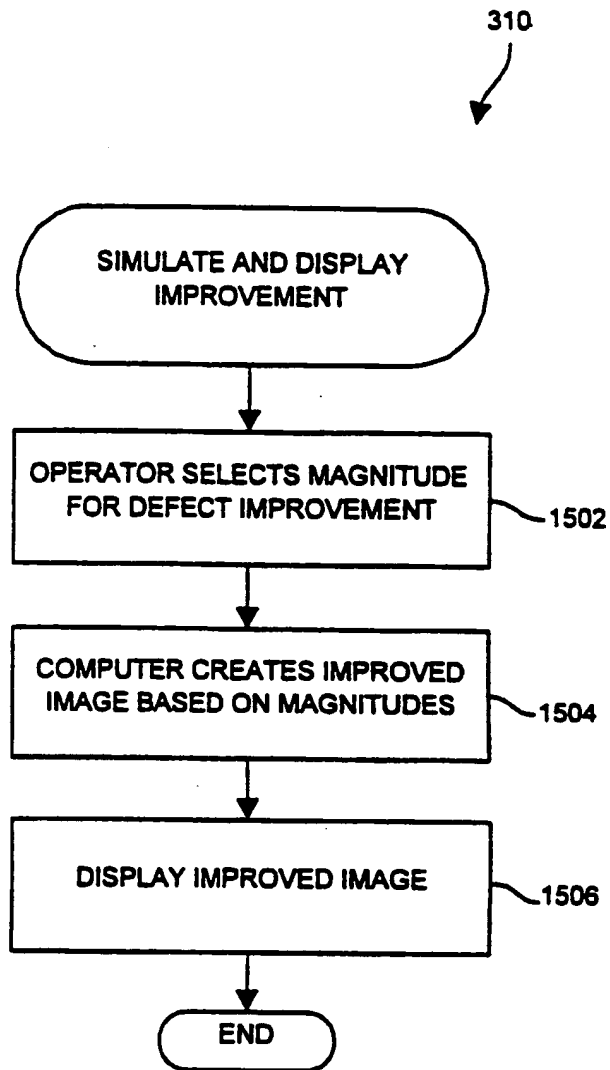 310
SIMULATE AND DISPLAY
IMPROVEMENT
OPERATOR SELECTS MAGNITUDE
FOR DEFECT IMPROVEMENT
1502
COMPUTER CREATES IMPROVED
IMAGE BASED ON MAGNITUDES
1504
DISPLAY IMPROVED IMAGE
1506
END